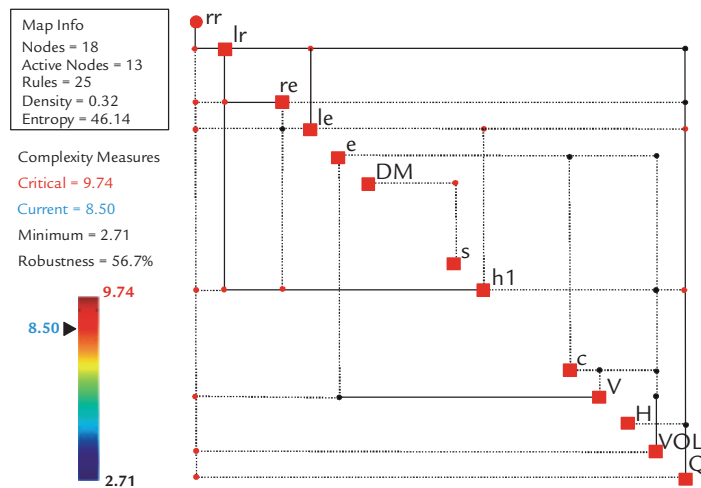 rr
Map Info
Nodes = 18
Active Nodes = 13
Rules = 25
Density = 0.32
Entropy = 46.14
lr
re
le
e
DM
s
h1
c
V
H
VOL
Q
Complexity Measures
Critical = 9.74
Current = 8.50
Minimum = 2.71
Robustness = 56.7%
9.74
8.50
2.71